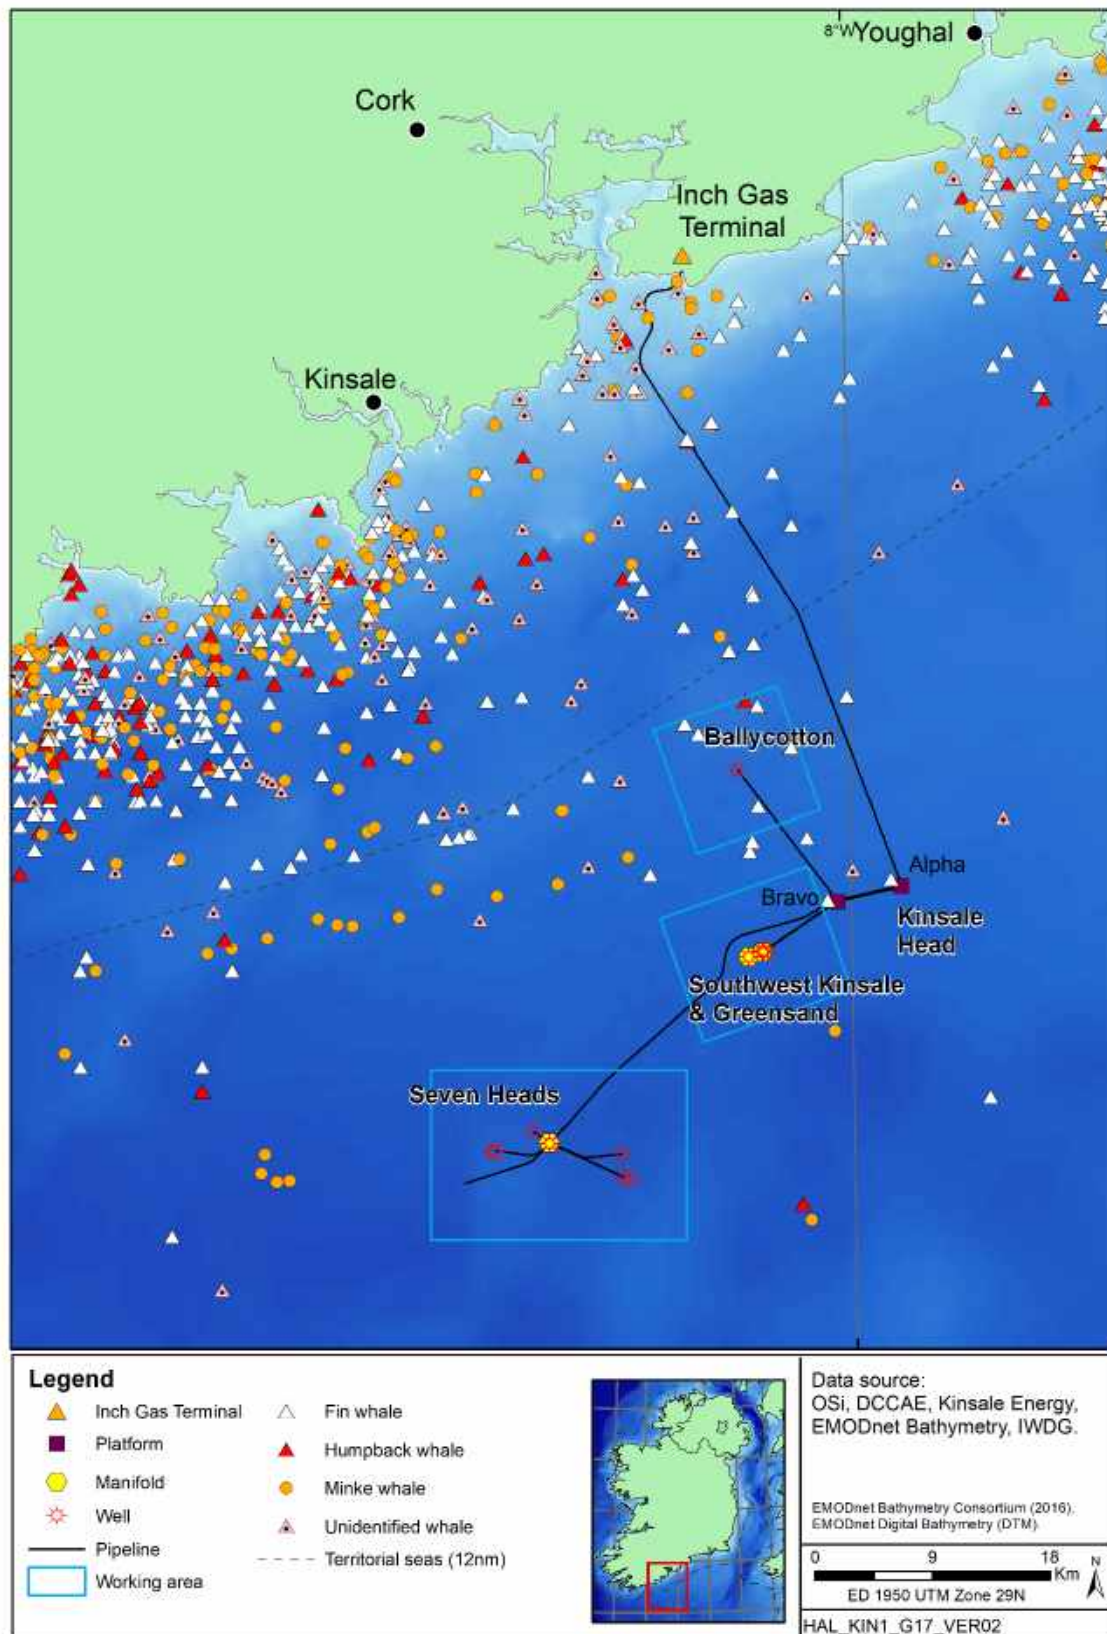 8°W
Youghal
Cork
Inch Gas
Terminal
Kinsale
Ballycotton
Alpha
Bravo
Kinsale
Head
Southwest Kinsale
& Greensand
Seven Heads
Legend
Inch Gas Terminal
Platform
Manifold
Well
Pipeline
Working area
Fin whale
Humpback whale
Minke whale
Unidentified whale
Territorial seas (12nm)
Data source:
OSi, DCCAE, Kinsale Energy,
EMODnet Bathymetry, IWDG.
EMODnet Bathymetry Consortium (2016).
EMODnet Digital Bathymetry (DTM).
0 9 18
Km
N
ED 1950 UTM Zone 29N
HAL_KIN1_G17_VER02